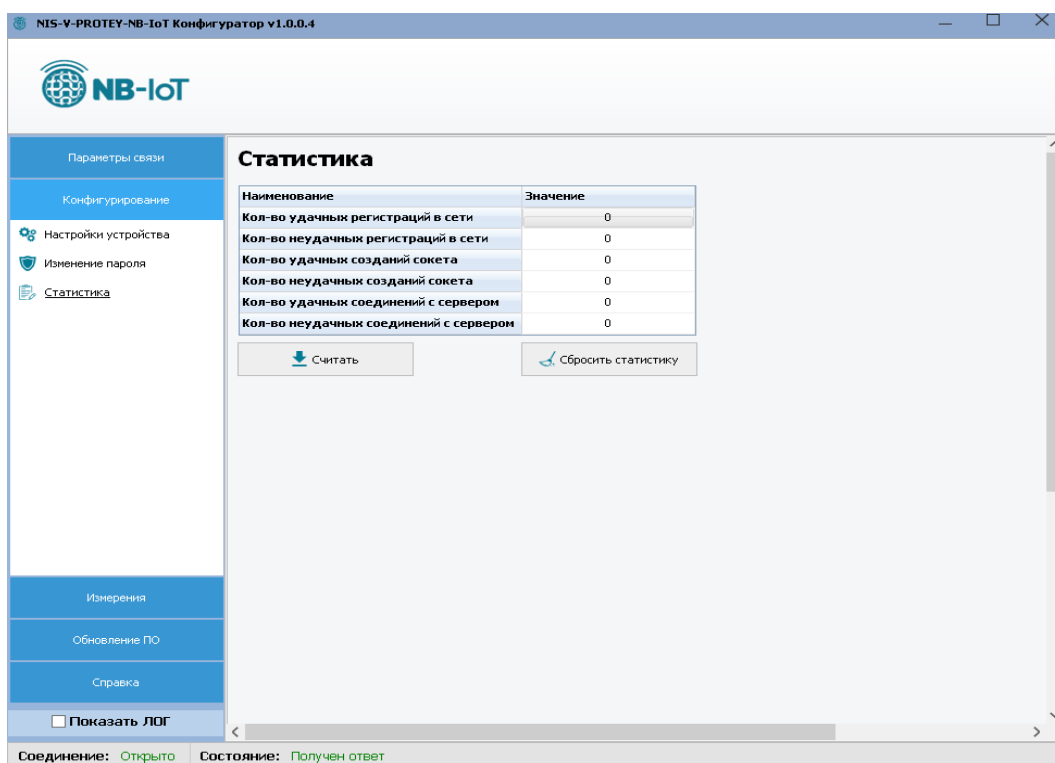 NIS-V-PROTEY-NB-IoT Конфигуратор v1.0.0.4
NB-IoT
Параметры связи
Конфигурирование
Настройки устройства
Изменение пароля
Статистика
Измерения
Обновление ПО
Справка
Показать ЛОГ
Статистика
Наименование Значение
Кол-во удачных регистраций в сети 0
Кол-во неудачных регистраций в сети 0
Кол-во удачных созданий сокета 0
Кол-во неудачных созданий сокета 0
Кол-во удачных соединений с сервером 0
Кол-во неудачных соединений с сервером 0
Считать Сбросить статистику
Соединение: Открыто Состояние: Получен ответ